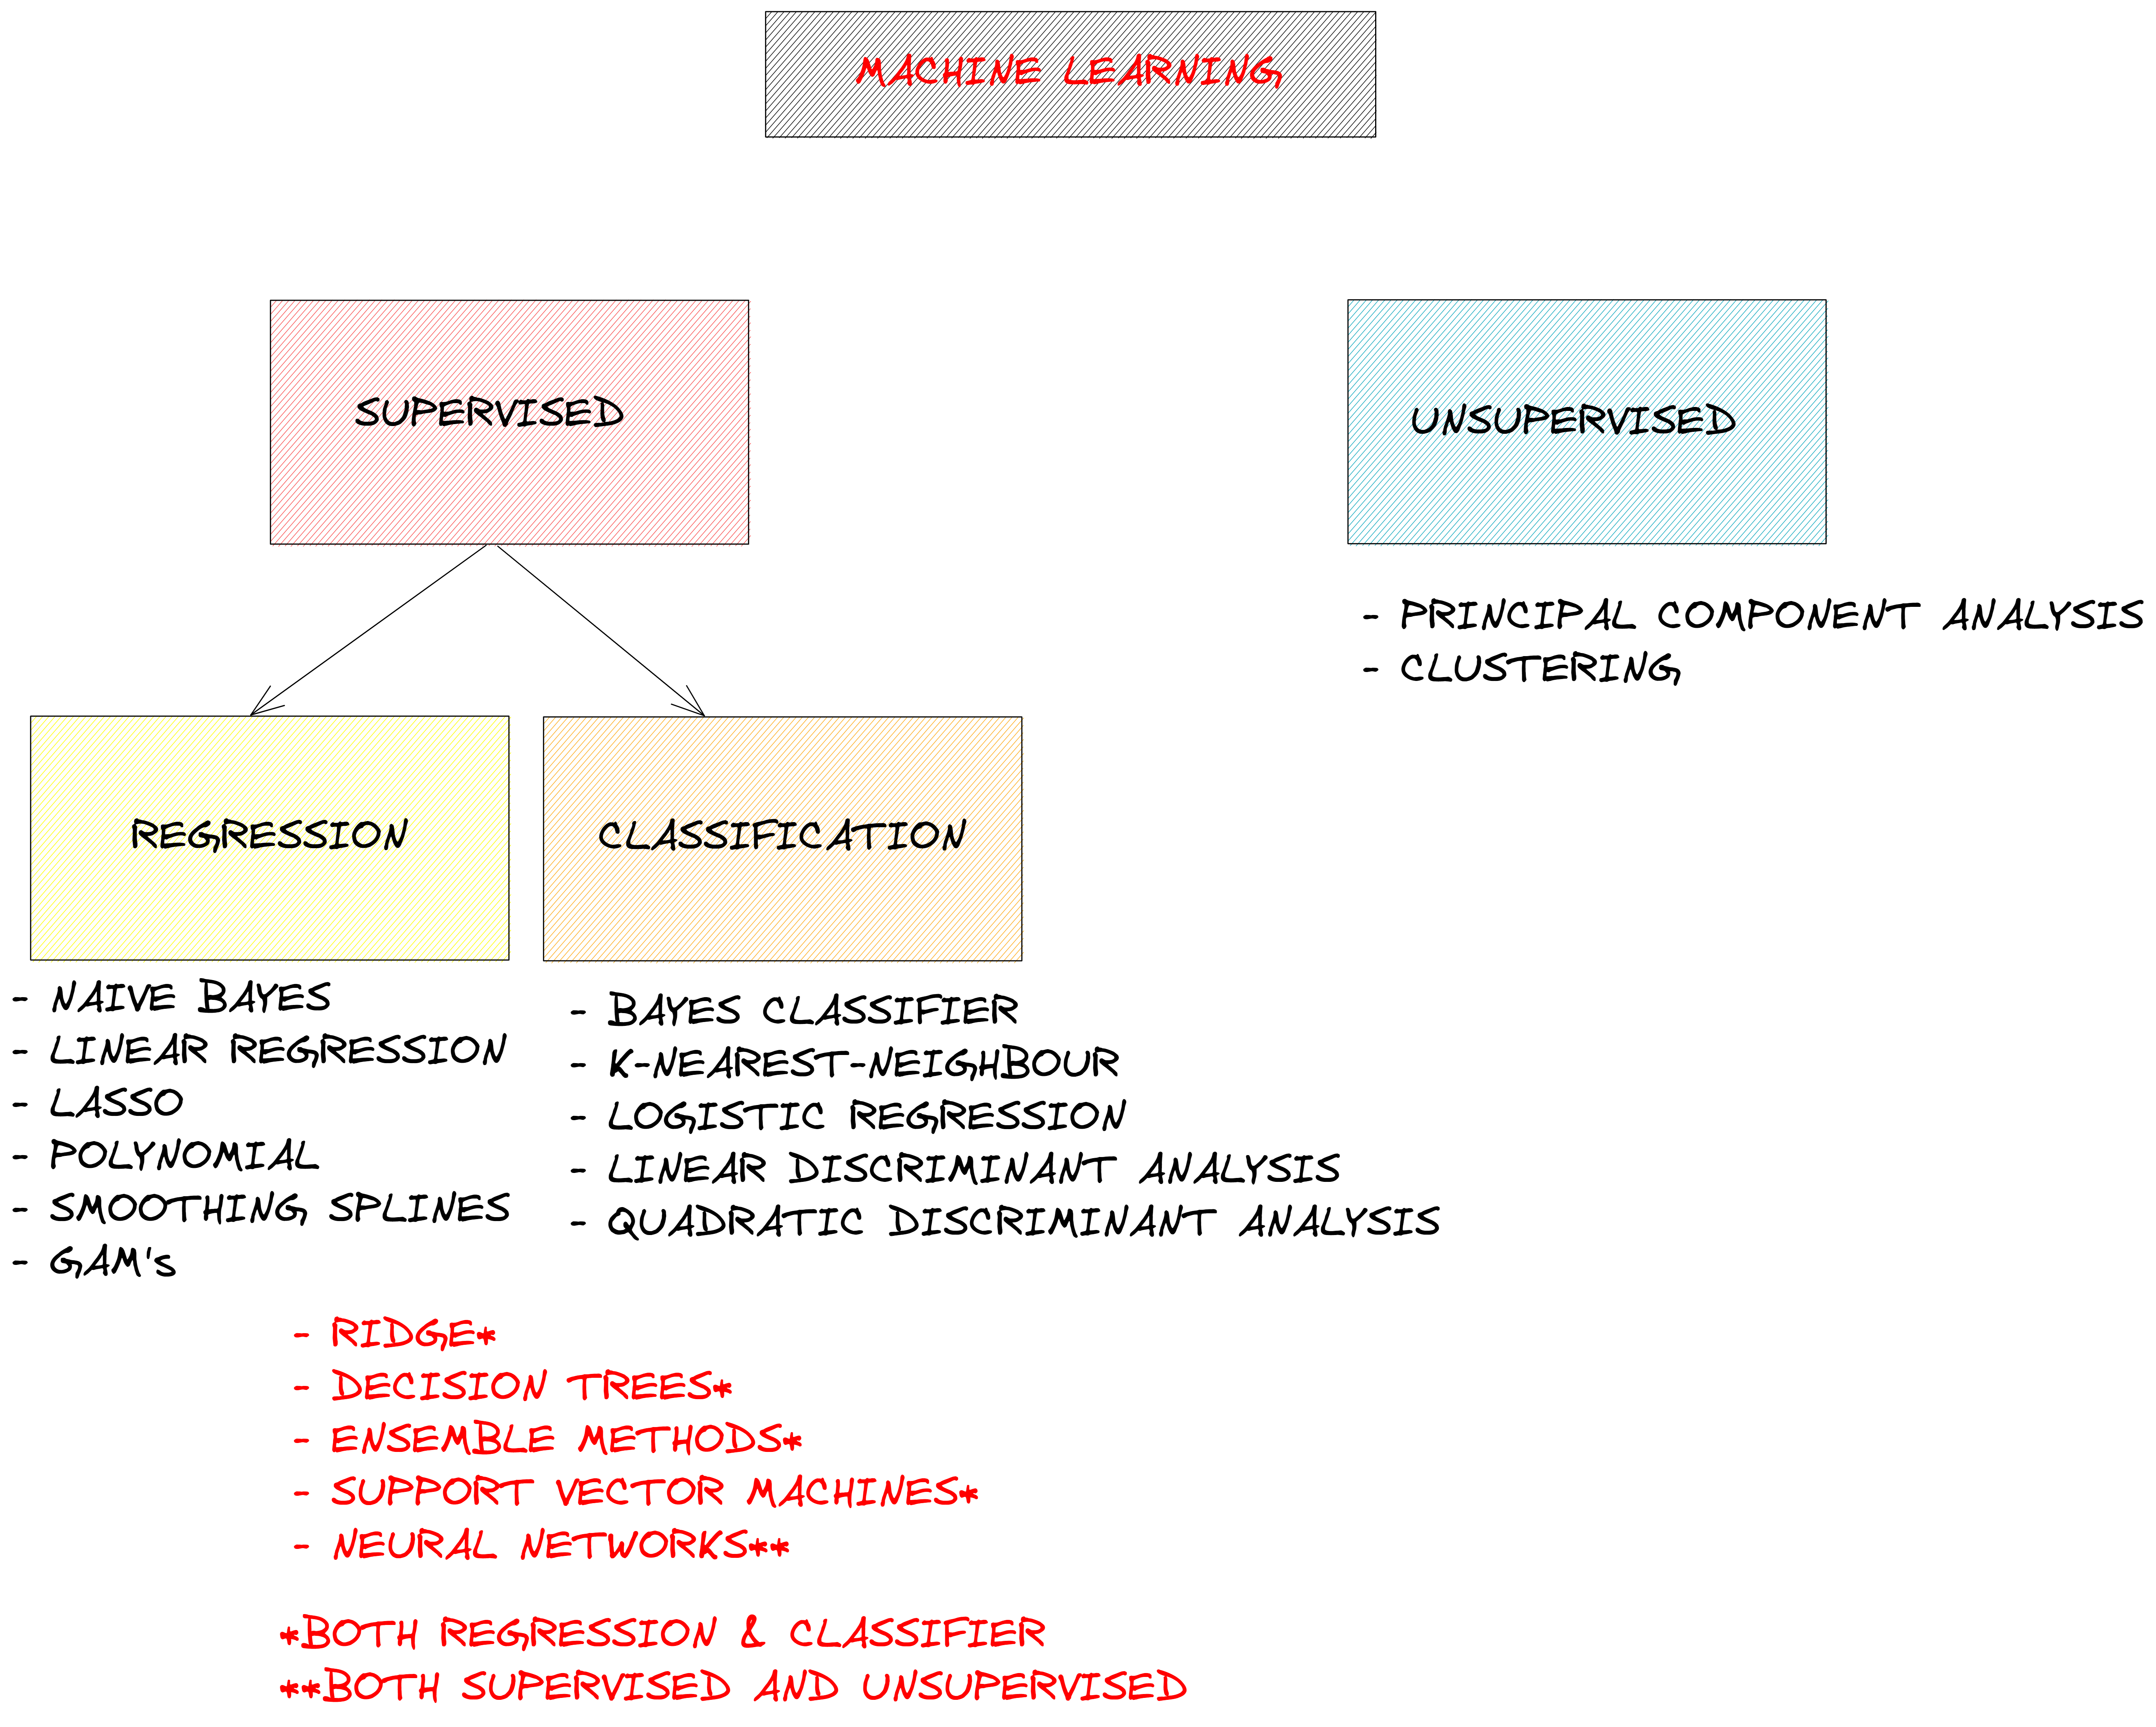 MACHINE LEARNING
SUPERVISED
UNSUPERVISED
- PRINCIPAL COMPONENT ANALYSIS
- CLUSTERING
REGRESSION
CLASSIFICATION
- NAIVE BAYES
- LINEAR REGRESSION
- LASSO
- POLYNOMIAL
- SMOOTHING SPLINES
- GAM's
- BAYES CLASSIFIER
- K-NEAREST-NEIGHBOUR
- LOGISTIC REGRESSION
- LINEAR DISCRIMINANT ANALYSIS
- QUADRATIC DISCRIMINANT ANALYSIS
- RIDGE*
- DECISION TREES*
- ENSEMBLE METHODS*
- SUPPORT VECTOR MACHINES*
- NEURAL NETWORKS**
*BOTH REGRESSION & CLASSIFIER
**BOTH SUPERVISED AND UNSUPERVISED